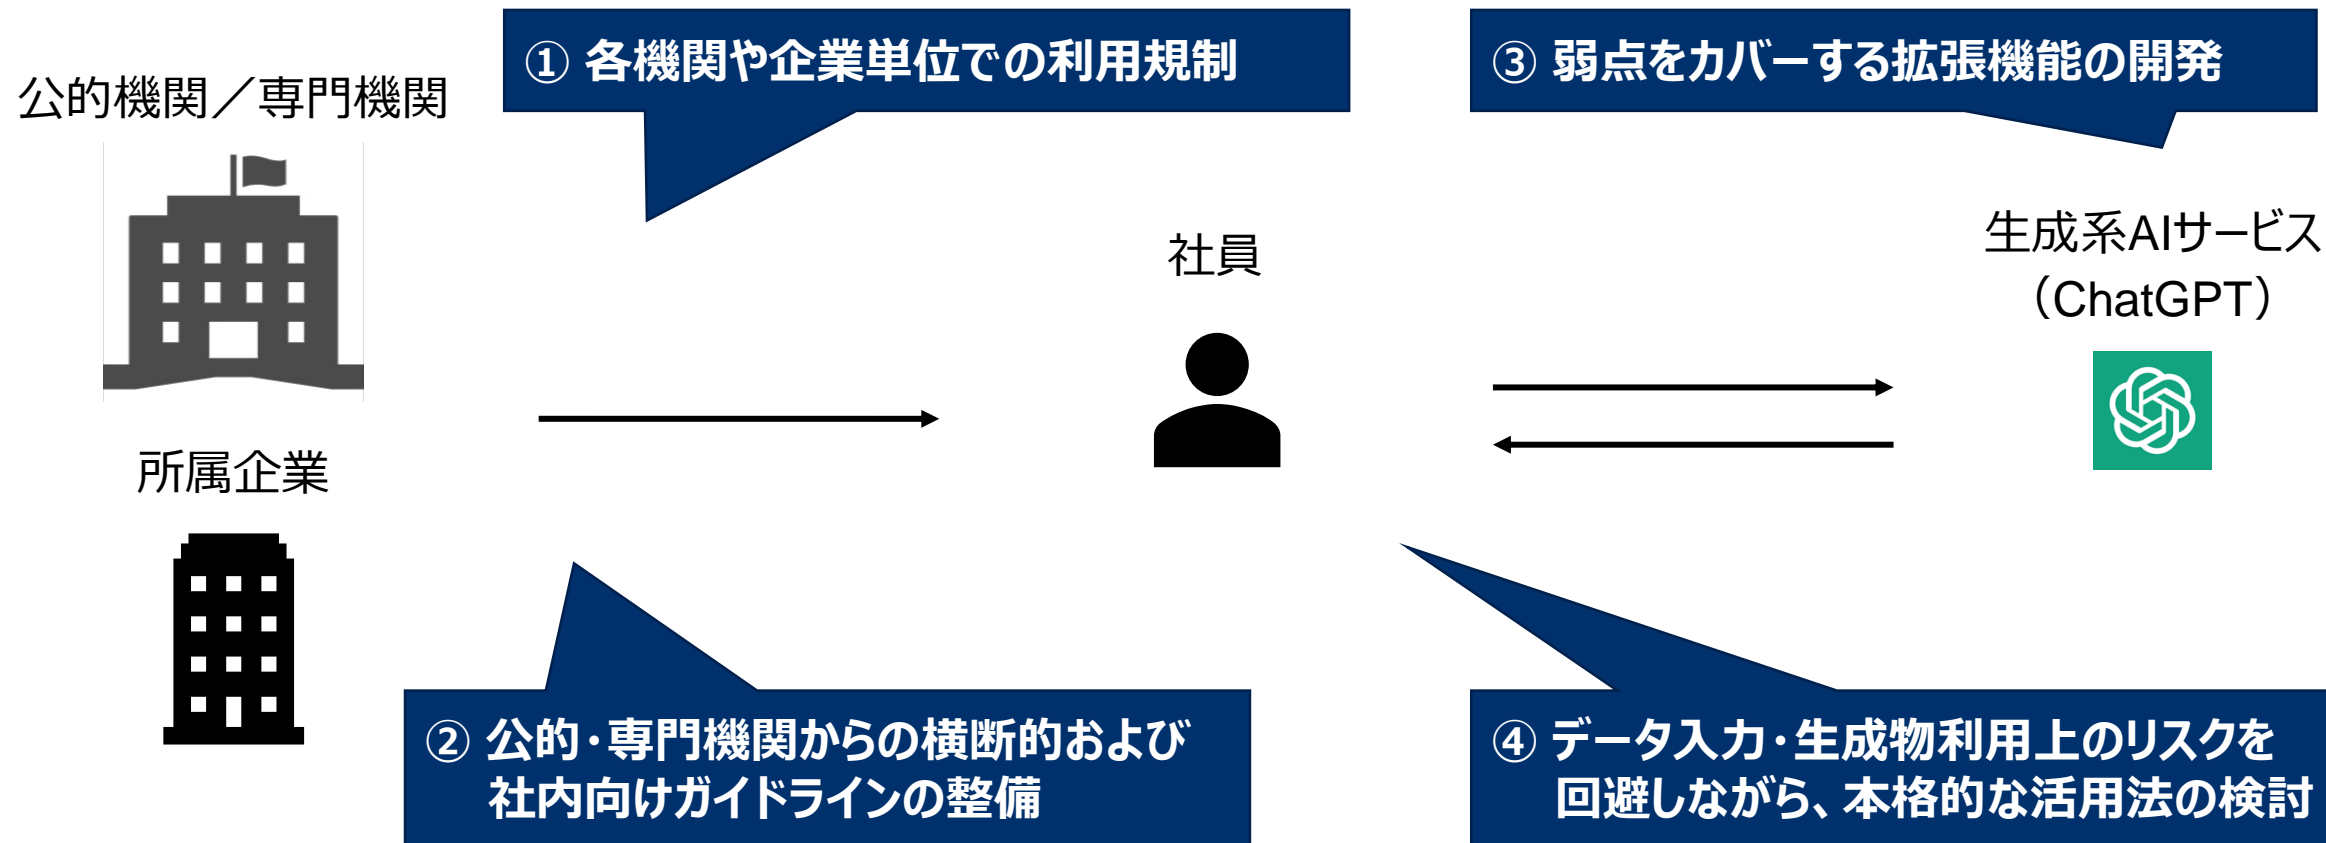 ① 各機関や企業単位での利用規制
③ 弱点をカバーする拡張機能の開発
公的機関／専門機関
社員
生成系AIサービス
（ChatGPT）
所属企業
② 公的・専門機関からの横断的および
社内向けガイドラインの整備
④ データ入力・生成物利用上のリスクを
回避しながら、本格的な活用法の検討